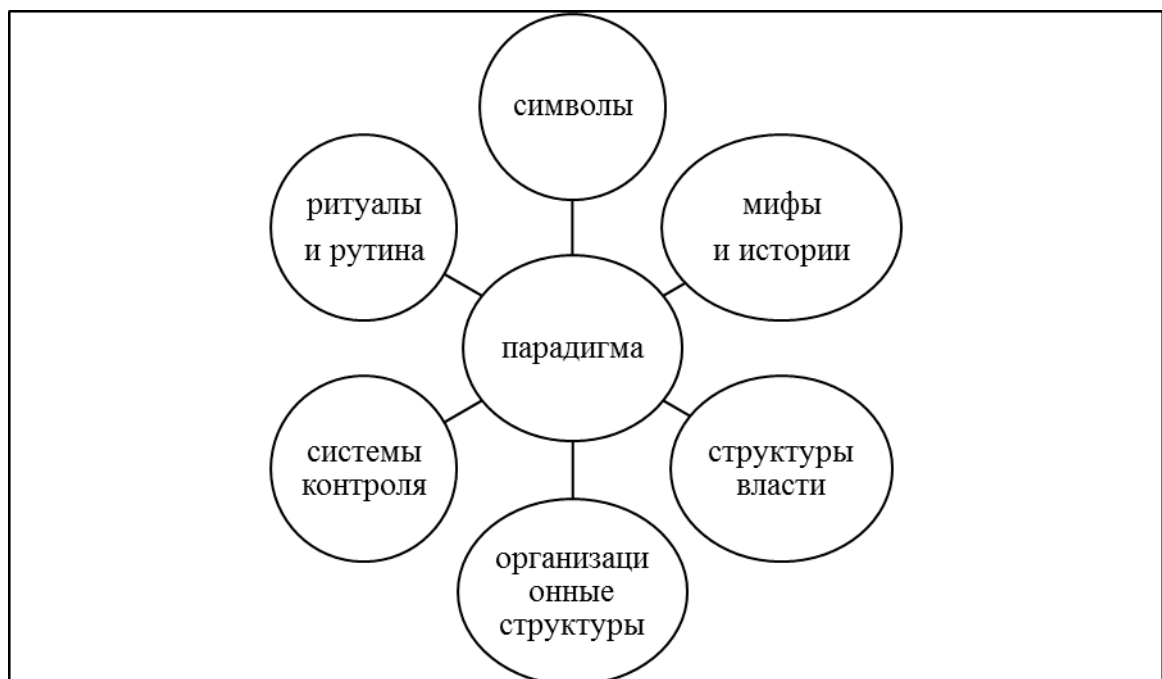 символы
ритуалы
и рутина
мифы
и истории
парадигма
системы
контроля
структуры
власти
организаци
онные
структуры